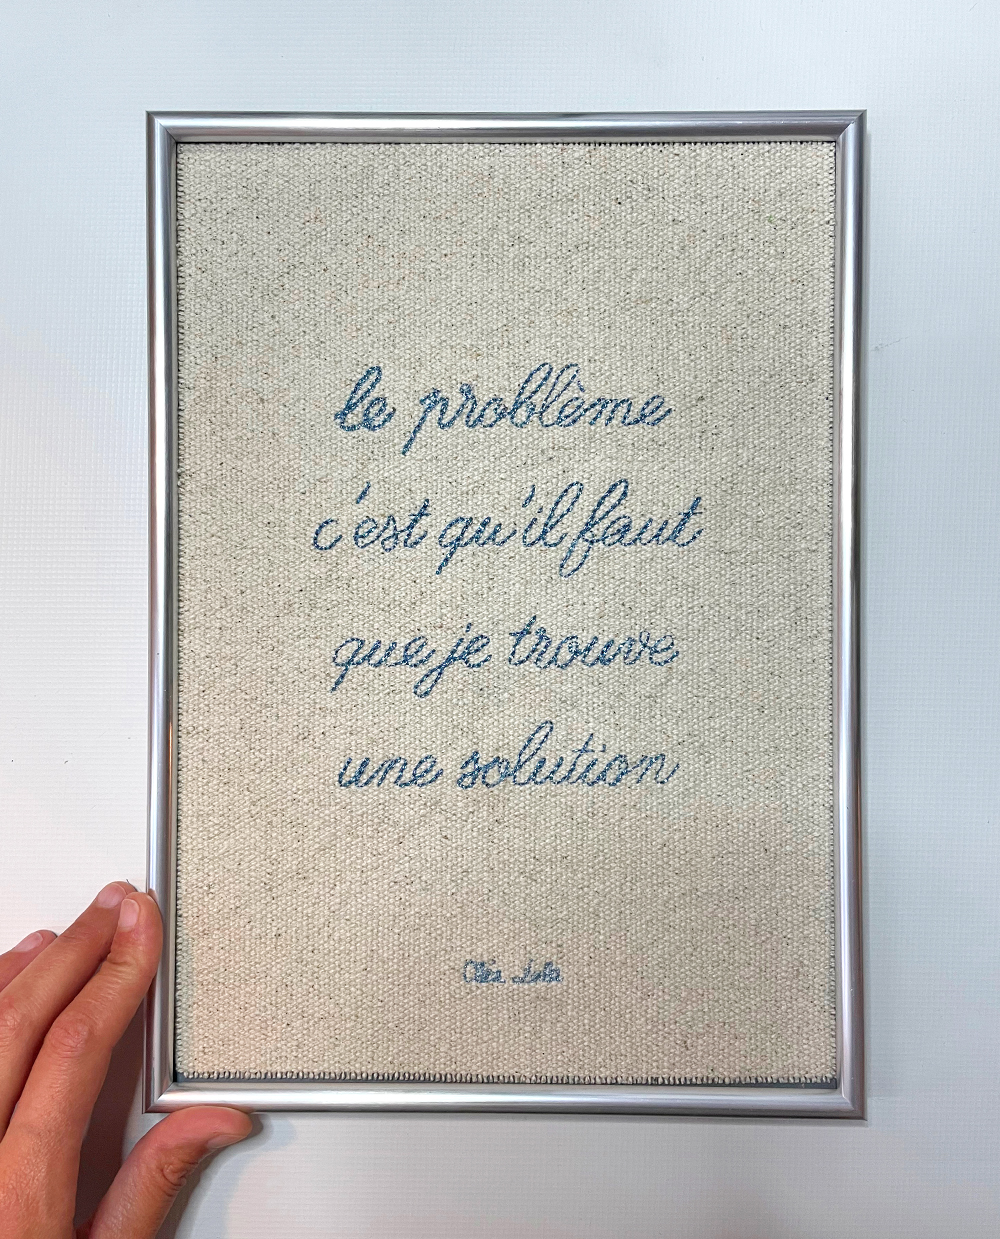 le problème
c'est qu'il faut
que je trouve
une solution